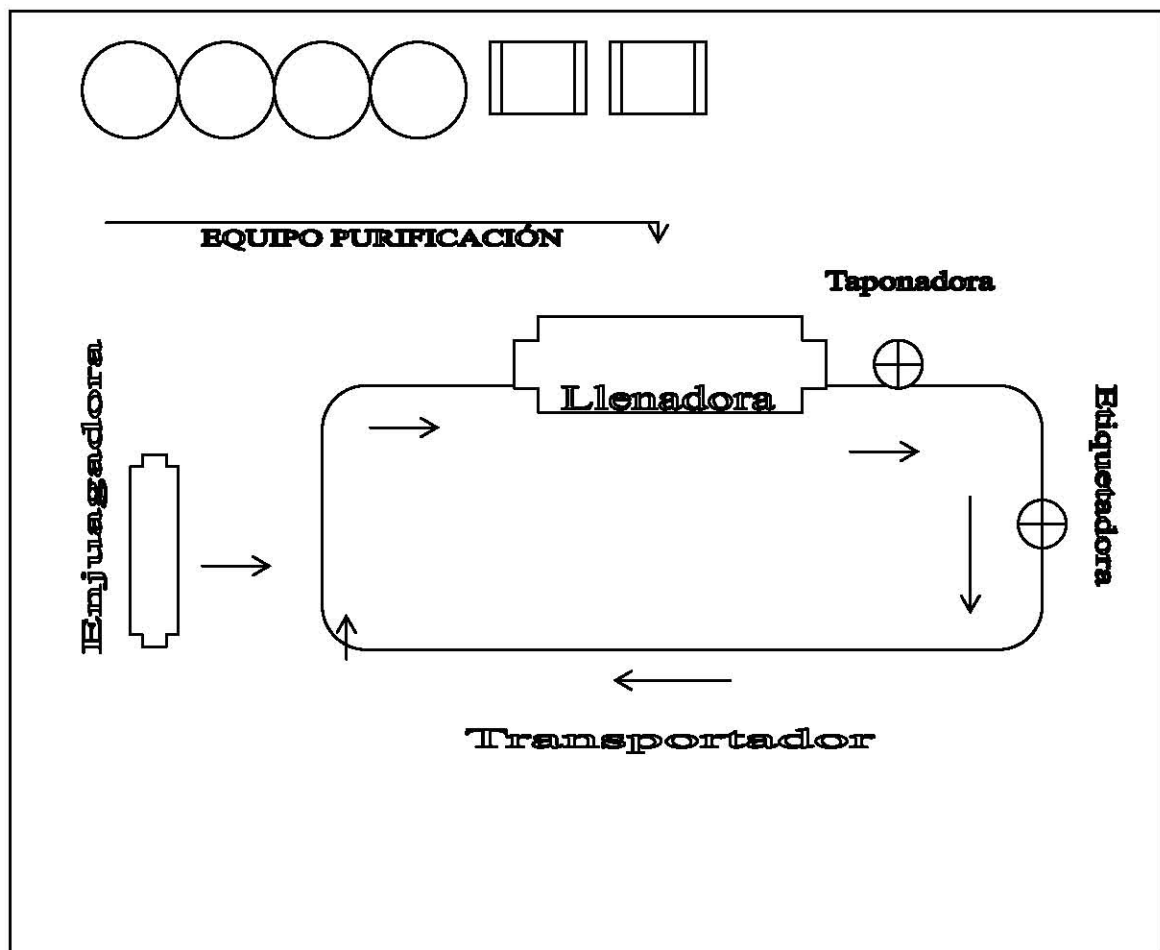 EQUIPO PURIFICACIÓN
Taponadora
Enjuagadora
Llenadora
Etiquetadora
Transportador